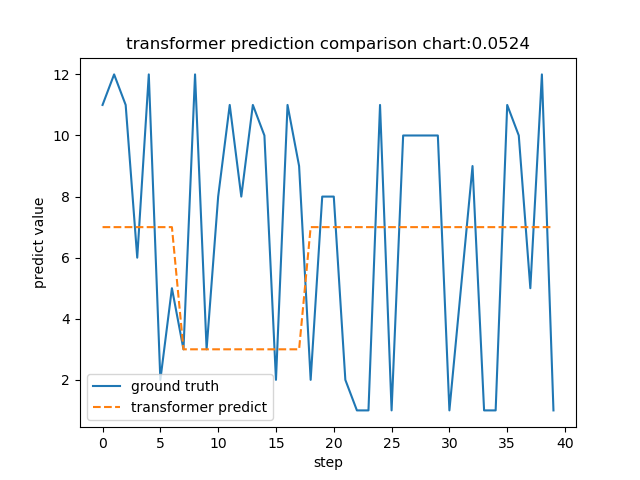 transformer prediction comparison chart:0.0524
12
10
8
6
4
2
predict value
ground truth
transformer predict
0 5 10 15 20 25 30 35 40
step